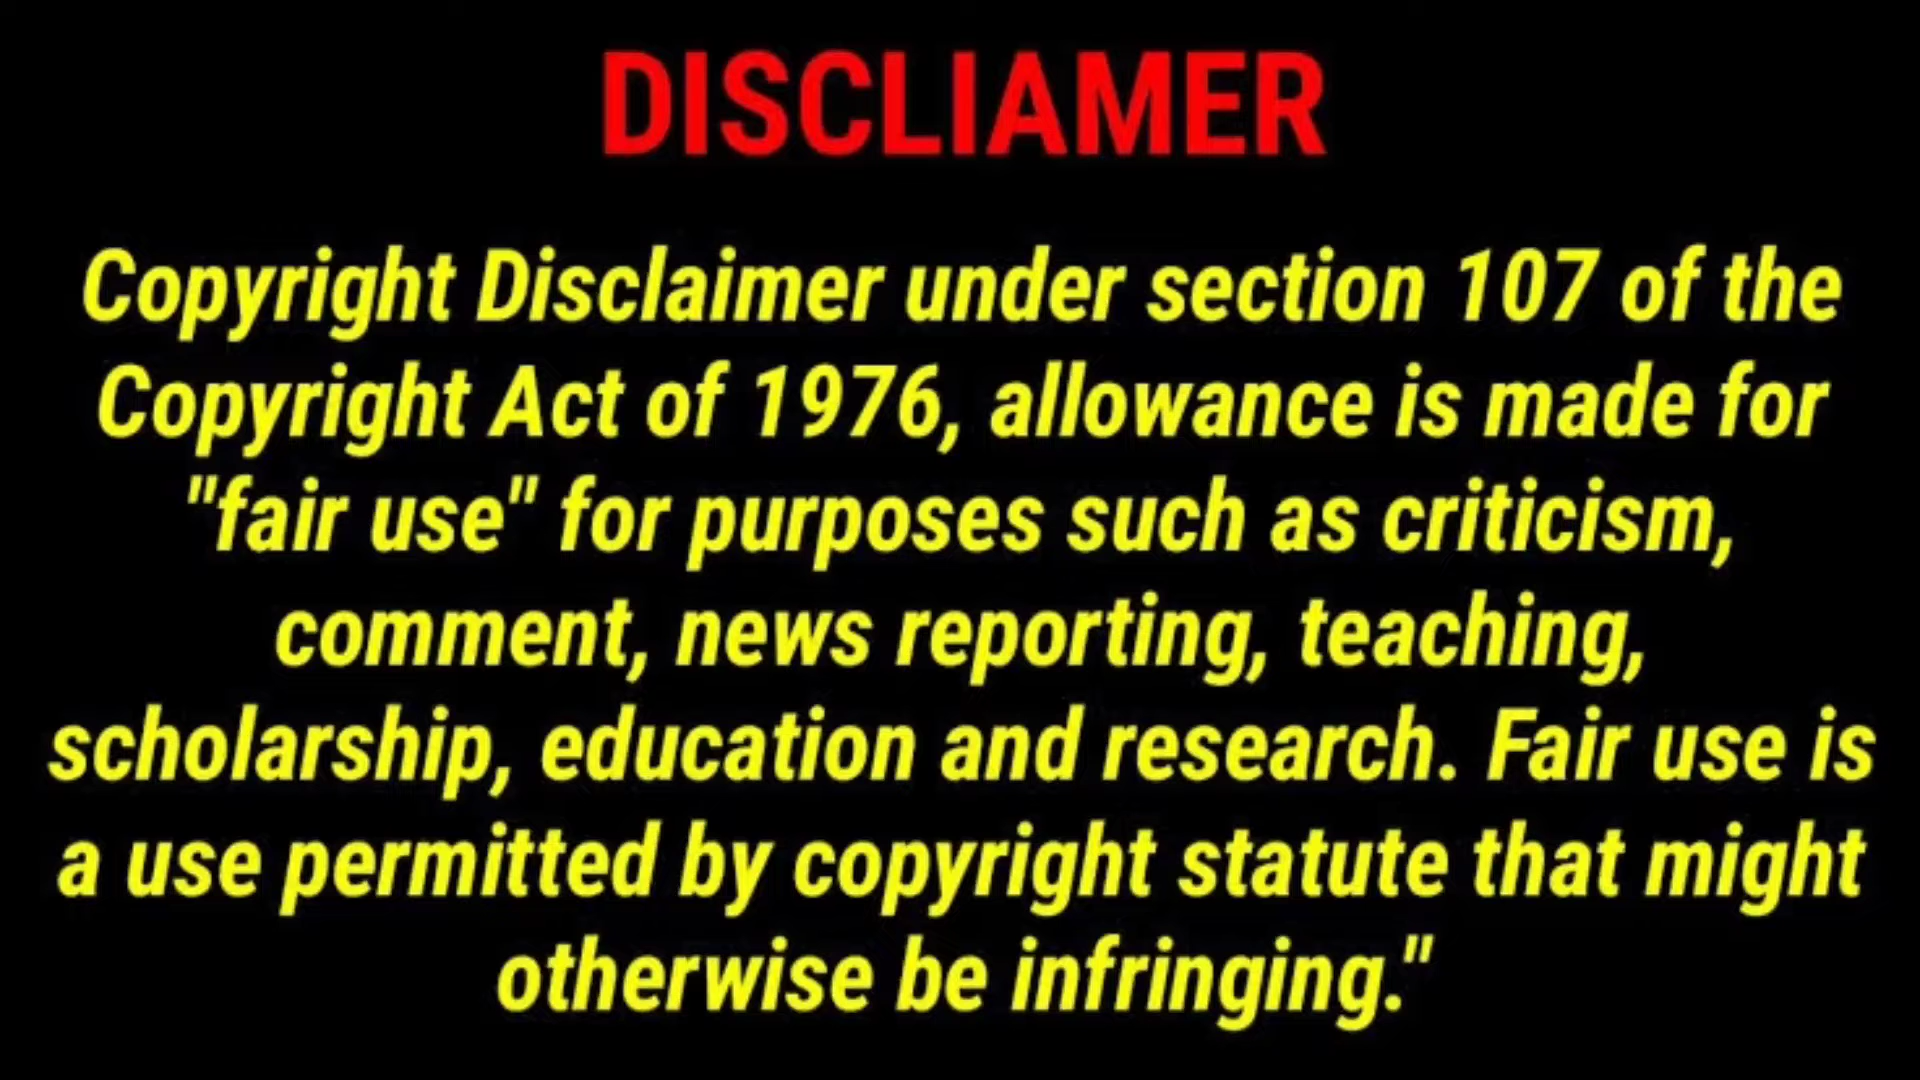 DISCLIAMER
Copyright Disclaimer under section 107 of the
Copyright Act of 1976, allowance is made for
"fair use" for purposes such as criticism,
comment, news reporting, teaching,
scholarship, education and research. Fair use is
a use permitted by copyright statute that might
otherwise be infringing."